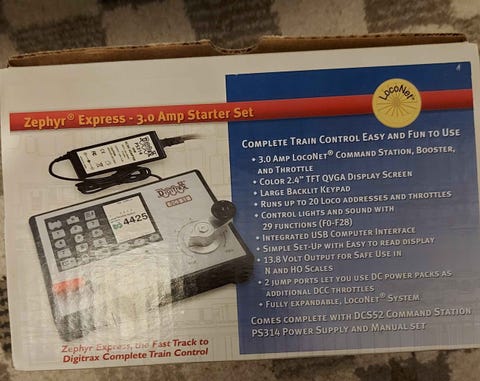 LocoNet®
Zephyr® Express - 3.0 Amp Starter Set
Complete Train Control Easy and Fun to Use
• 3.0 Amp LocoNet® Command Station, Booster,
and Throttle
• Color 2.4" TFT QVGA Display Screen
• Large Backlit Keypad
• Runs up to 20 Loco addresses and throttles
• Control lights and sound with
29 functions (F0-F28)
• Integrated USB Computer Interface
• Simple Set-Up with Easy to read display
• 13.8 Volt Output for Safe Use in
N and HO Scales
• 2 jump ports let you use DC power packs as
additional DCC throttles
• Fully expandable, LocoNet® System.
Comes complete with DCS52 Command Station
PS314 Power Supply and Manual set
Digitrax
4425
Zephyr Express, the Fast Track to
Digitrax Complete Train Control